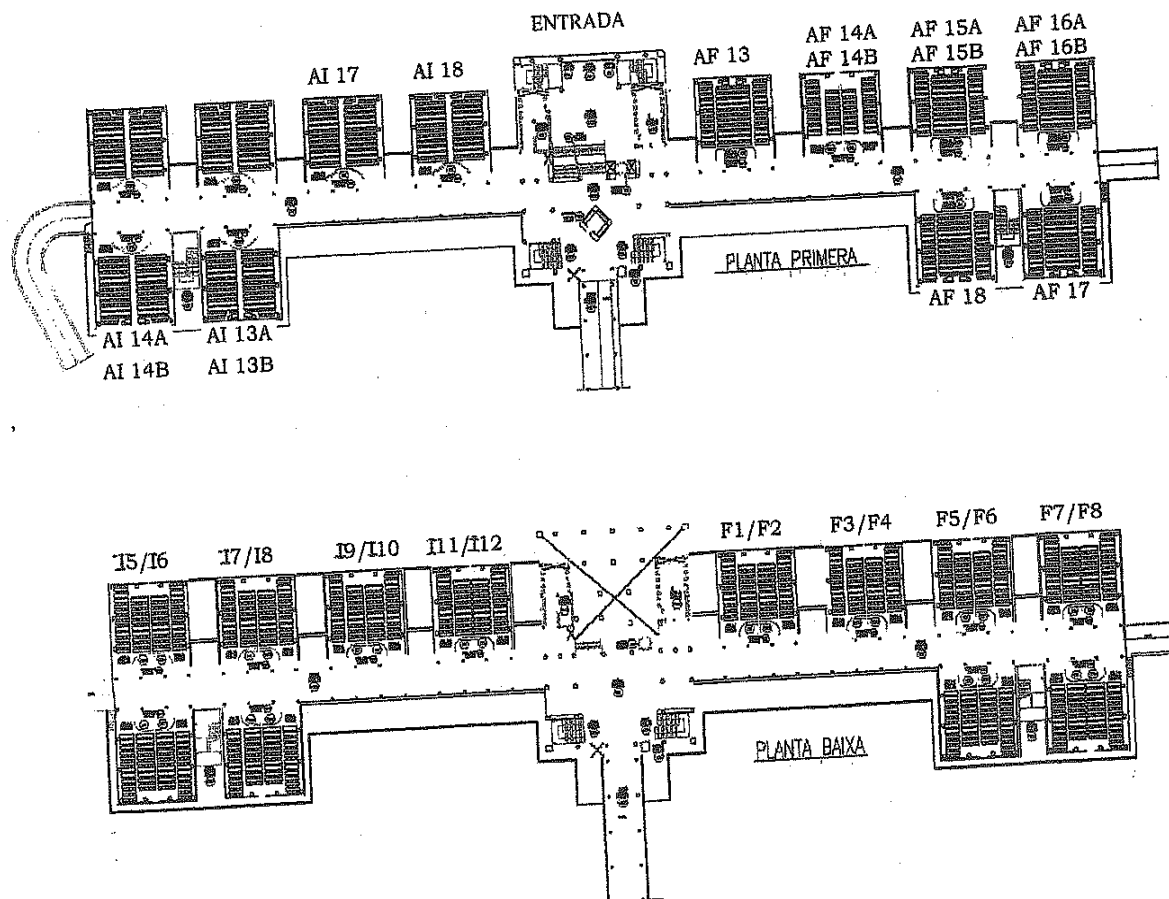 ENTRADA
AI 17
AI 18
AF 13
AF 14A
AF 14B
AF 15A
AF 15B
AF 16A
AF 16B
PLANTA PRIMERA
AF 18
AF 17
AI 14A
AI 14B
AI 13A
AI 13B
I5/I6
I7/I8
I9/I10
I11/I12
F1/F2
F3/F4
F5/F6
F7/F8
PLANTA BAIXA